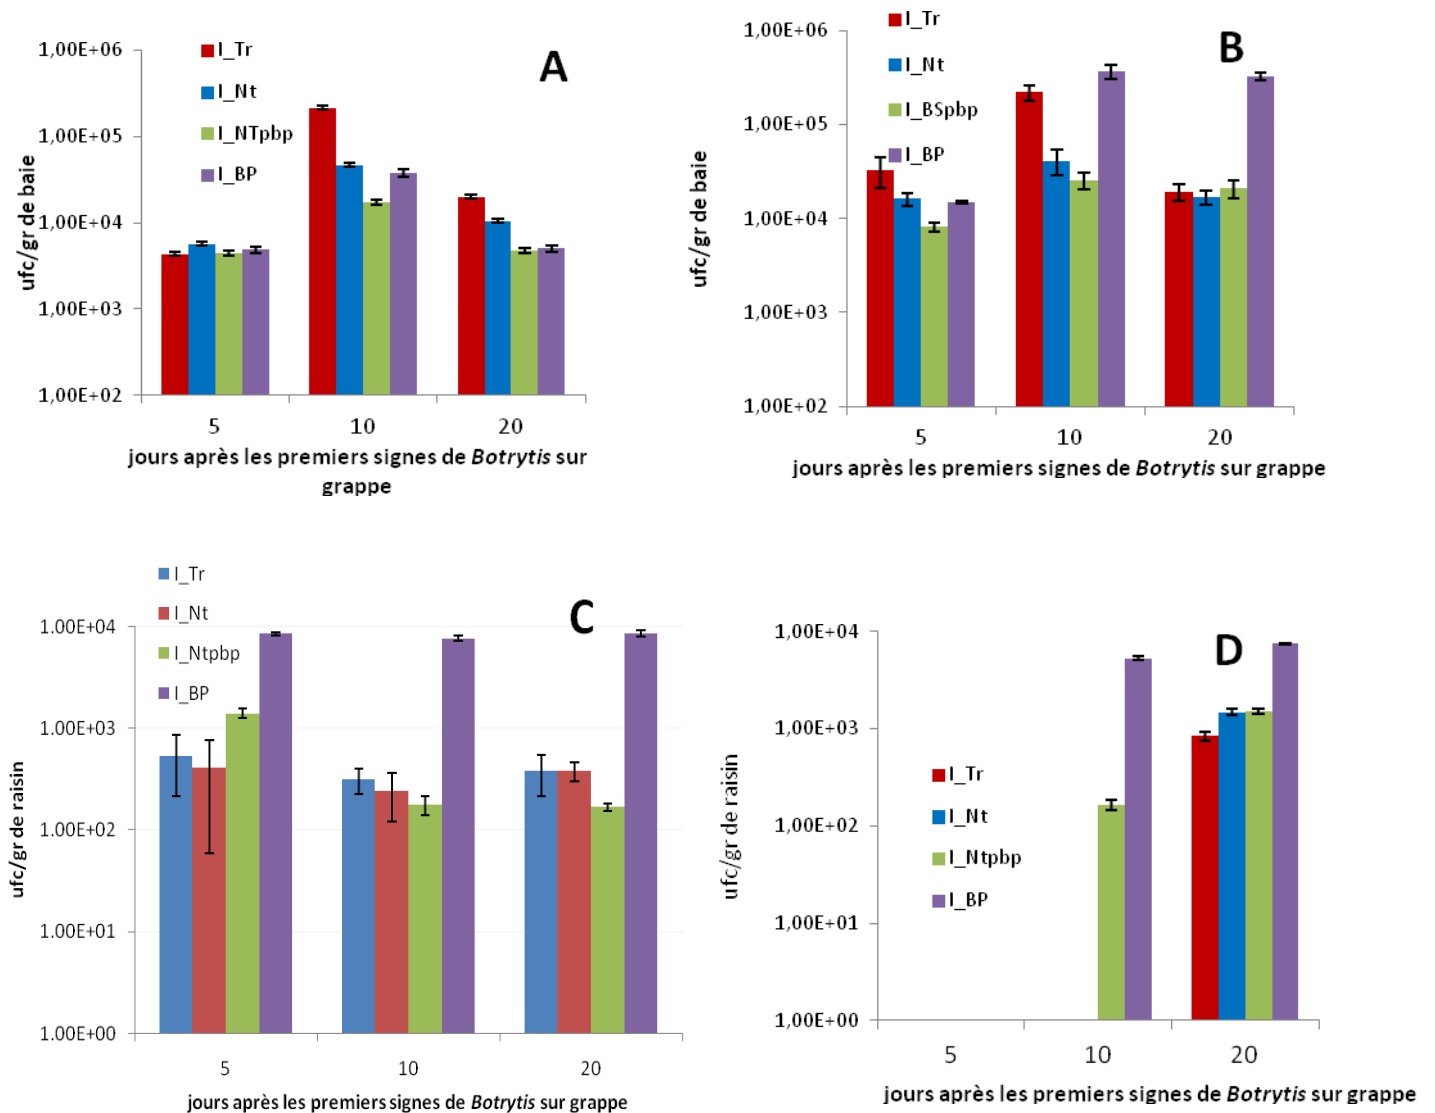 A
I_Tr
I_Nt
I_NTpbp
I_BP
1,00E+06
1,00E+05
1,00E+04
1,00E+03
1,00E+02
ufc/gr de baie
5 10 20
jours après les premiers signes de Botrytis sur
grappe
B
I_Tr
I_Nt
I_BSpbp
I_BP
1,00E+06
1,00E+05
1,00E+04
1,00E+03
1,00E+02
ufc/gr de baie
5 10 20
jours après les premiers signes de Botrytis sur grappe
C
I_Tr
I_Nt
I_Ntpbp
I_BP
1.00E+04
1.00E+03
1.00E+02
1.00E+01
1.00E+00
ufc/gr de raisin
5 10 20
jours après les premiers signes de Botrytis sur grappe
D
1,00E+04
1,00E+03
1,00E+02
1,00E+01
1,00E+00
I_Tr
I_Nt
I_Ntpbp
I_BP
ufc/gr de raisin
5 10 20
jours après les premiers signes de Botrytis sur grappe